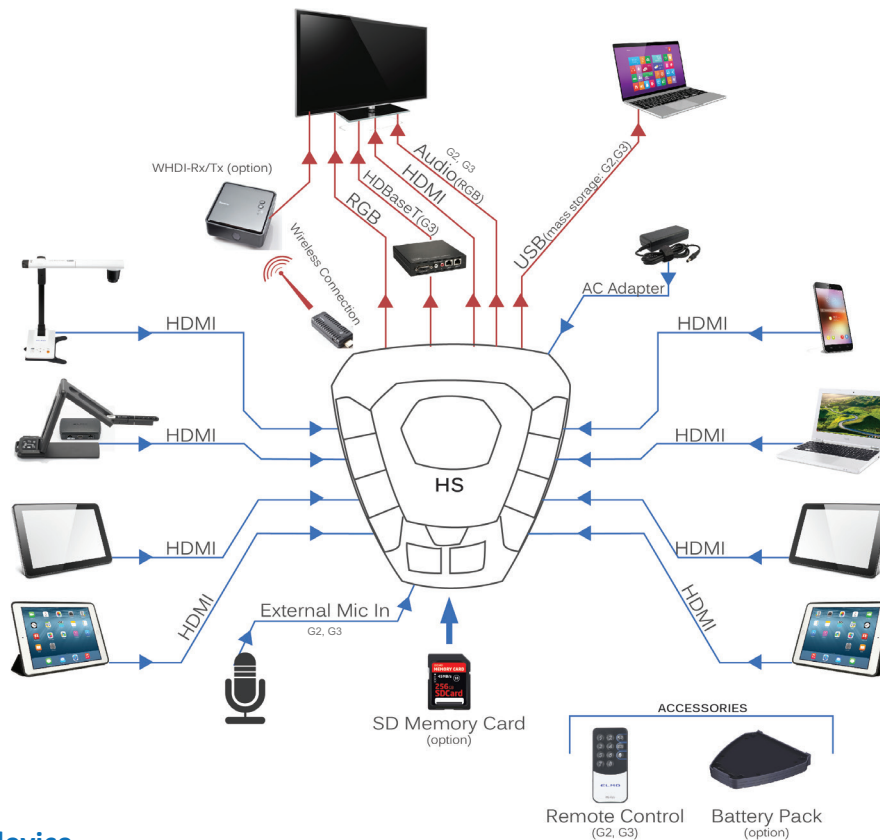 G2, G3
Audio(RGB)
HDMI
HDBaseT(G3)
RGB
WHDI-Rx/Tx (option)
Wireless Connection
USB(mass storage: G2,G3)
AC Adapter
HDMI
HDMI
HDMI
HDMI
HS
HDMI
HDMI
HDMI
HDMI
External Mic In
G2, G3
MEMORY CARD
256GB
SDCard
SD Memory Card
(option)
ACCESSORIES
ELMO
Remote Control
(G2, G3)
Battery Pack
(option)